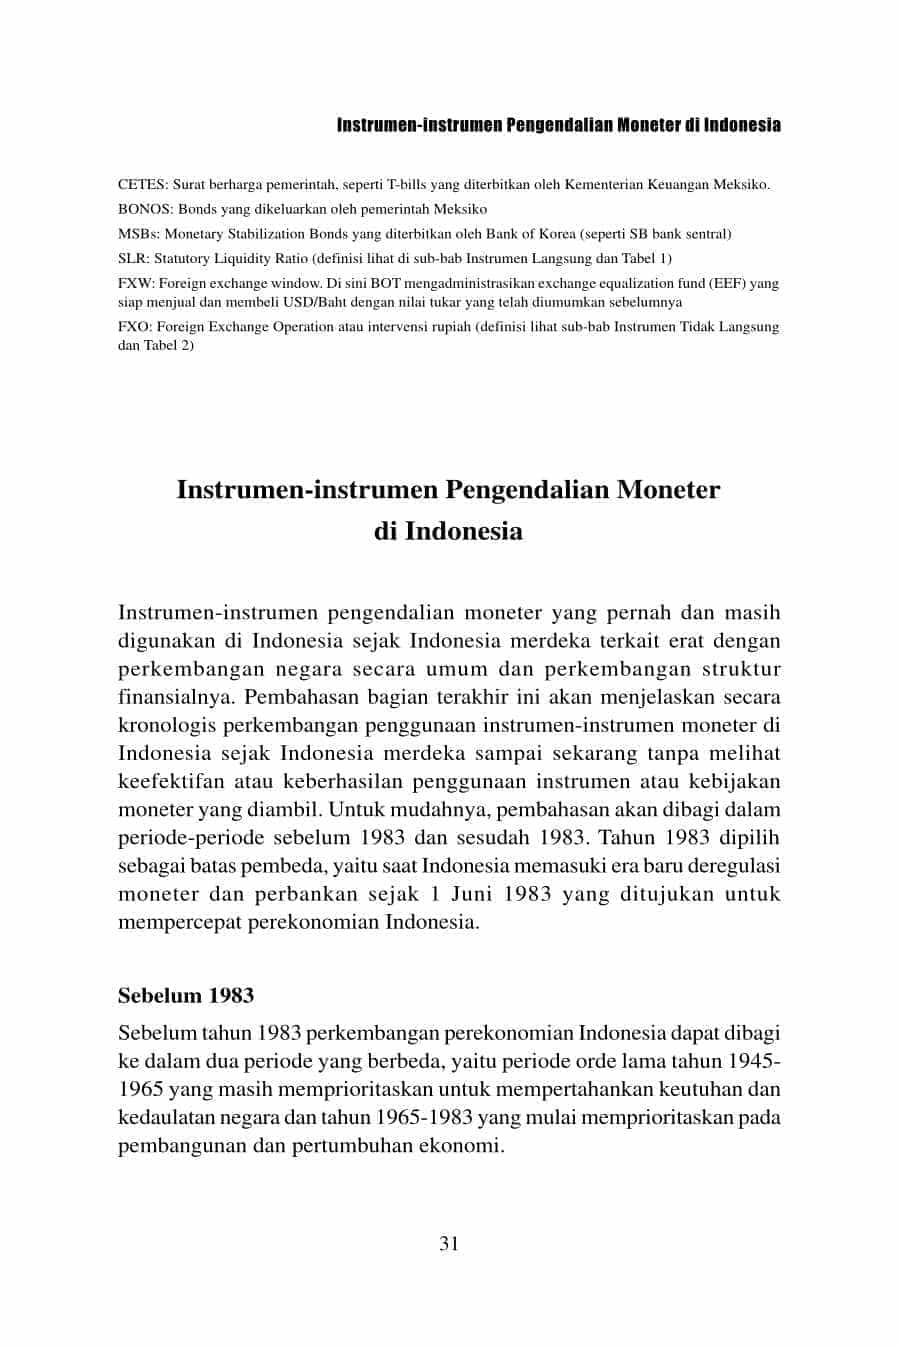 Instrumen-instrumen Pengendalian Moneter di Indonesia
CETES: Surat berharga pemerintah, seperti T-bills yang diterbitkan oleh Kementerian Keuangan Meksiko.
BONOS: Bonds yang dikeluarkan oleh pemerintah Meksiko
MSBs: Monetary Stabilization Bonds yang diterbitkan oleh Bank of Korea (seperti SB bank sentral)
SLR: Statutory Liquidity Ratio (definisi lihat di sub-bab Instrumen Langsung dan Tabel 1)
FXW: Foreign exchange window. Di sini BOT mengadministrasikan exchange equalization fund (EEF) yang
siap menjual dan membeli USD/Baht dengan nilai tukar yang telah diumumkan sebelumnya
FXO: Foreign Exchange Operation atau intervensi rupiah (definisi lihat sub-bab Instrumen Tidak Langsung
dan Tabel 2)
Instrumen-instrumen Pengendalian Moneter
di Indonesia
Instrumen-instrumen pengendalian moneter yang pernah dan masih
digunakan di Indonesia sejak Indonesia merdeka terkait erat dengan
perkembangan negara secara umum dan perkembangan struktur
finansialnya. Pembahasan bagian terakhir ini akan menjelaskan secara
kronologis perkembangan penggunaan instrumen-instrumen moneter di
Indonesia sejak Indonesia merdeka sampai sekarang tanpa melihat
keefektifan atau keberhasilan penggunaan instrumen atau kebijakan
moneter yang diambil. Untuk mudahnya, pembahasan akan dibagi dalam
periode-periode sebelum 1983 dan sesudah 1983. Tahun 1983 dipilih
sebagai batas pembeda, yaitu saat Indonesia memasuki era baru deregulasi
moneter dan perbankan sejak 1 Juni 1983 yang ditujukan untuk
mempercepat perekonomian Indonesia.
Sebelum 1983
Sebelum tahun 1983 perkembangan perekonomian Indonesia dapat dibagi
ke dalam dua periode yang berbeda, yaitu periode orde lama tahun 1945-
1965 yang masih memprioritaskan untuk mempertahankan keutuhan dan
kedaulatan negara dan tahun 1965-1983 yang mulai memprioritaskan pada
pembangunan dan pertumbuhan ekonomi.
31